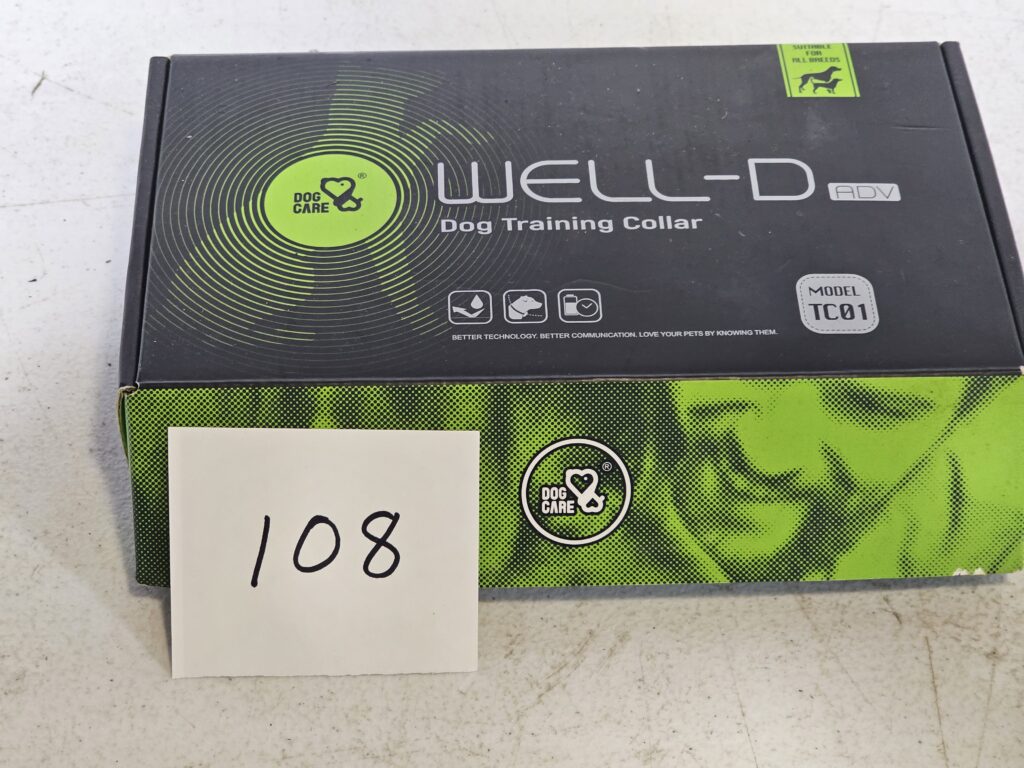 SUITABLE
FOR
ALL BREEDS
DOG
CARE
®
WELL-D ADV
Dog Training Collar
MODEL
TC01
BETTER TECHNOLOGY. BETTER COMMUNICATION. LOVE YOUR PETS BY KNOWING THEM.
DOG
CARE
®
108